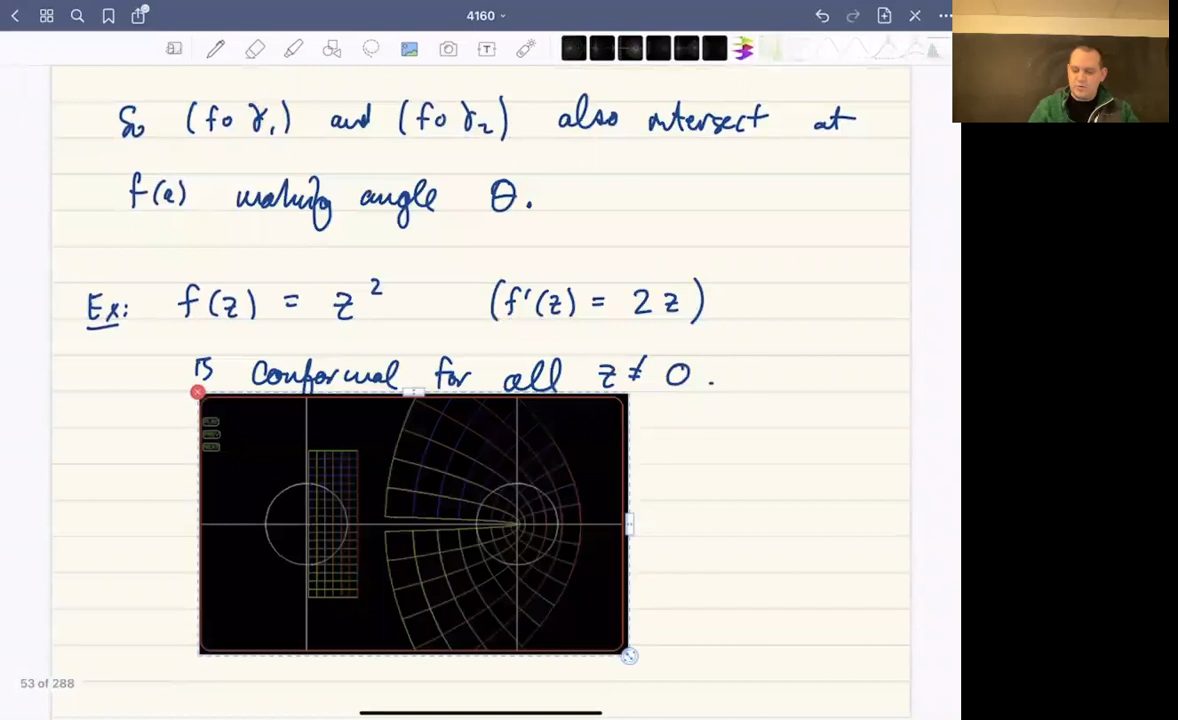 4160
So (f∘γ₁) and (f∘γ₂) also intersect at
f(a) making angle θ.
Ex: f(z) = z² (f'(z) = 2z)
is conformal for all z ≠ 0.
53 of 288